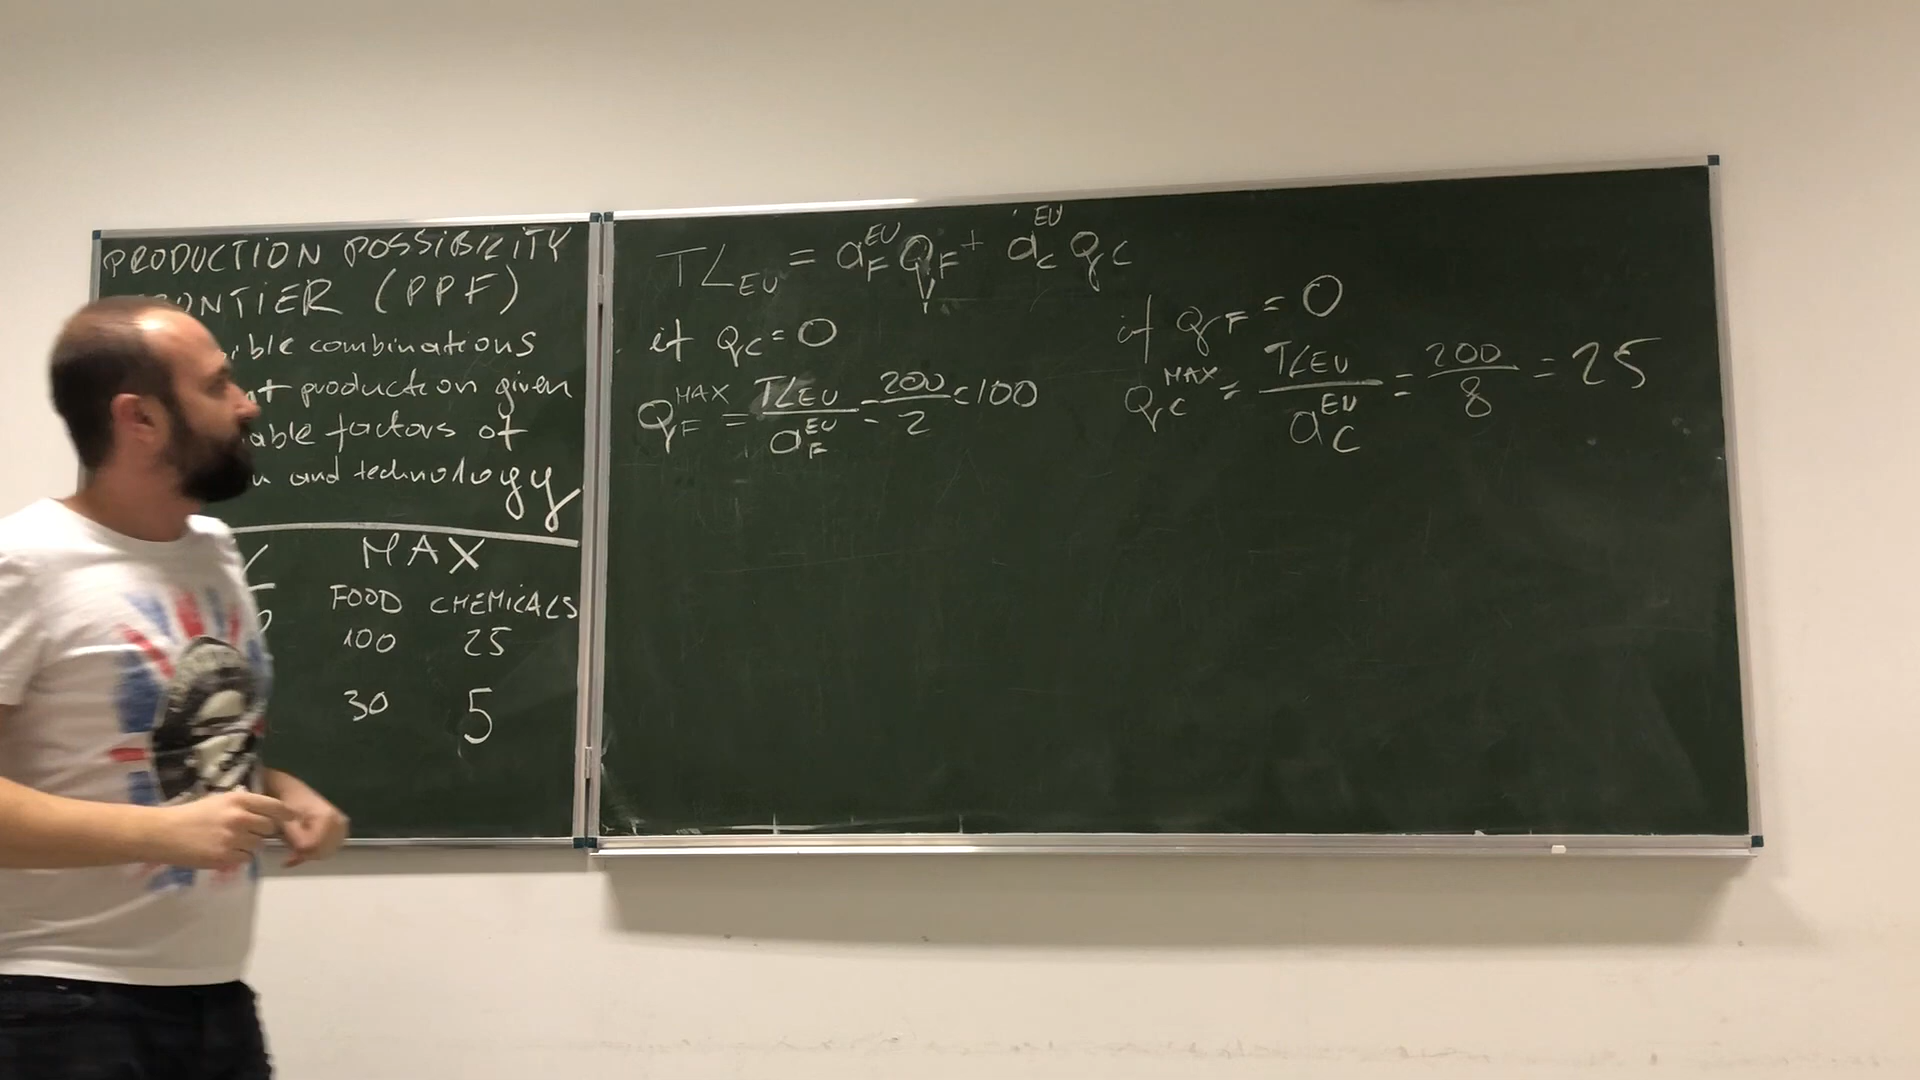 PRODUCTION POSSIBILITY
ONTIER (PPF)
ible combinations
t production given
able factors of
and technology
MAX
FOOD CHEMICALS
100 25
30 5
TL_EU = a_F^EU Q_F + a_C^EU Q_C
if Q_C = 0
Q_F^MAX = TL_EU / a_F^EU = 200 / 2 = 100
if Q_F = 0
Q_C^MAX = TL_EU / a_C^EU = 200 / 8 = 25